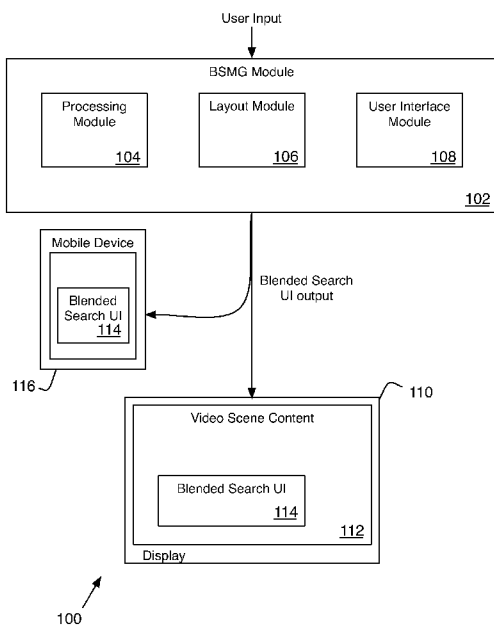 User Input
BSMG Module
Processing
Module
104
Layout Module
106
User Interface
Module
108
102
Mobile Device
Blended
Search UI
114
116
Blended Search
UI output
110
Video Scene Content
Blended Search UI
114
112
Display
100